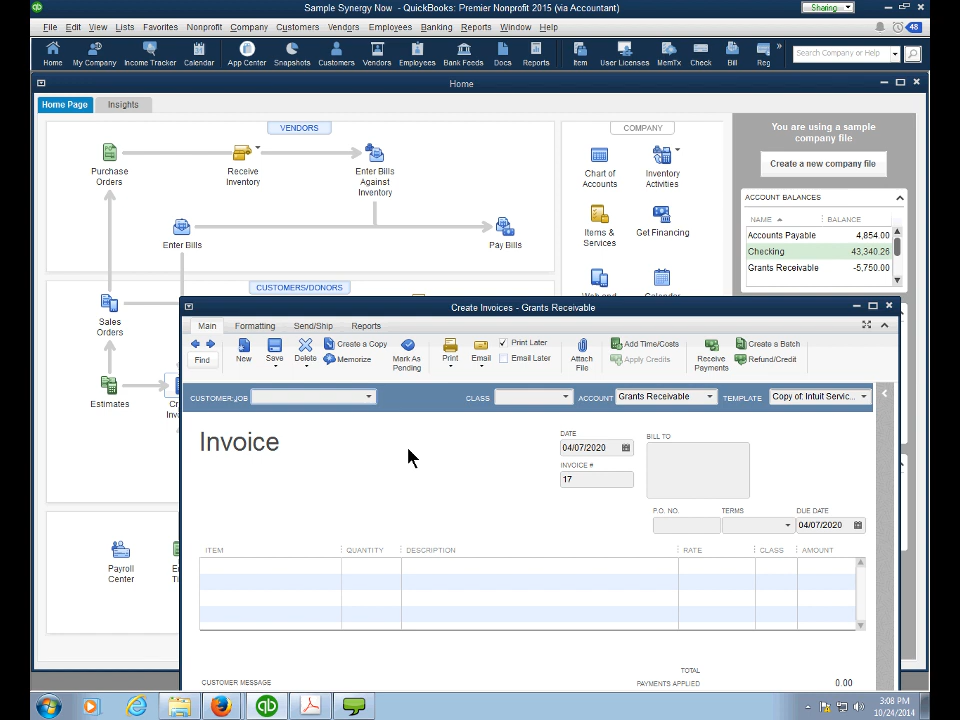 Sample Synergy Now - QuickBooks: Premier Nonprofit 2015 (via Accountant)
Sharing
File Edit View Lists Favorites Nonprofit Company Customers Vendors Employees Banking Reports Window Help
48
Home My Company Income Tracker Calendar App Center Snapshots Customers Vendors Employees Bank Feeds Docs Reports Item User Licenses MemTx Check Bill Reg
Search Company or Help
Home
Home Page Insights
VENDORS
Purchase
Orders
Receive
Inventory
Enter Bills
Against
Inventory
Enter Bills
Pay Bills
COMPANY
Chart of
Accounts
Inventory
Activities
Items &
Services
Get Financing
You are using a sample
company file
Create a new company file
ACCOUNT BALANCES
NAME BALANCE
Accounts Payable 4,854.00
Checking 43,340.26
Grants Receivable -5,750.00
CUSTOMERS/DONORS
Sales
Orders
Estimates
Payroll
Center
Create Invoices - Grants Receivable
Main Formatting Send/Ship Reports
Find
New
Save
Delete
Create a Copy
Memorize
Mark As
Pending
Print
Email
Print Later
Email Later
Attach
File
Add Time/Costs
Apply Credits
Receive
Payments
Create a Batch
Refund/Credit
CUSTOMER:JOB CLASS ACCOUNT Grants Receivable TEMPLATE Copy of: Intuit Servic...
Invoice
DATE
04/07/2020
INVOICE #
17
BILL TO
P.O. NO. TERMS DUE DATE
04/07/2020
ITEM QUANTITY DESCRIPTION RATE CLASS AMOUNT
TOTAL
CUSTOMER MESSAGE
PAYMENTS APPLIED 0.00
qb
3:08 PM
10/24/2014